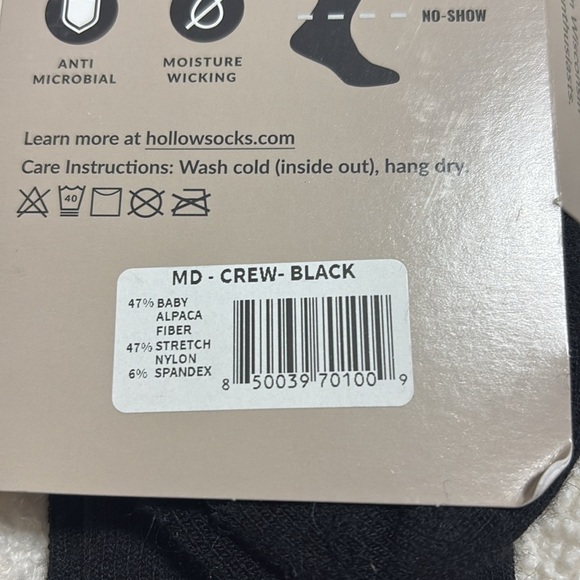 NO-SHOW
ANTI
MICROBIAL
MOISTURE
WICKING
Learn more at hollowsocks.com
Care Instructions: Wash cold (inside out), hang dry.
40
MD - CREW- BLACK
47% BABY
ALPACA
FIBER
47% STRETCH
NYLON
6% SPANDEX
8 50039 70100 9